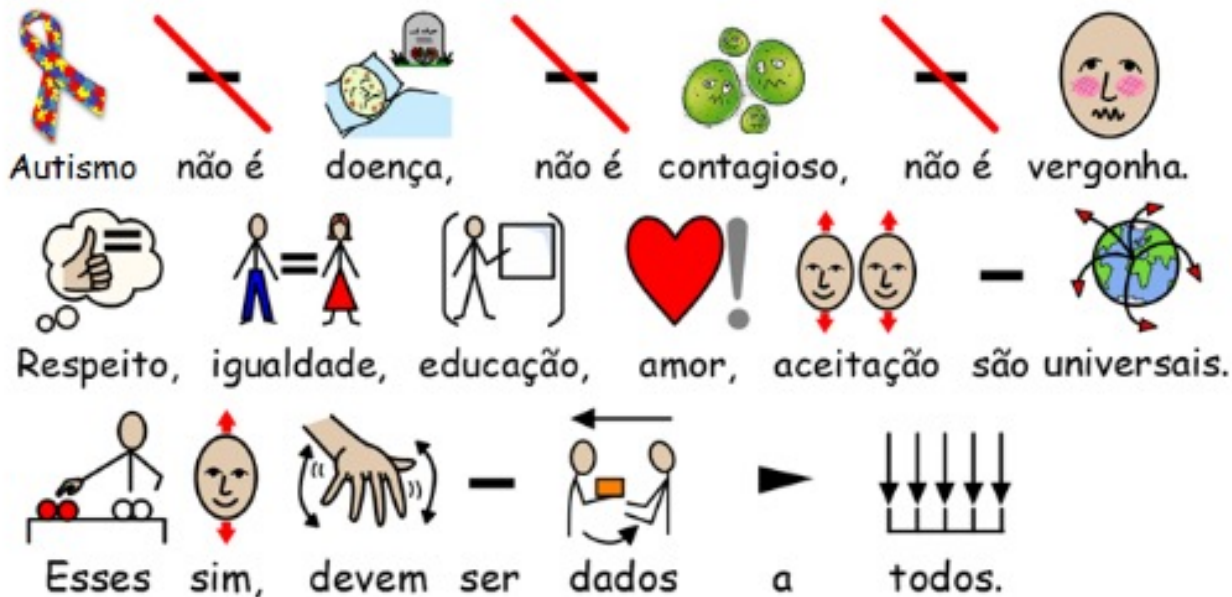 Autismo não é doença, não é contagioso, não é vergonha.
Respeito, igualdade, educação, amor, aceitação são universais.
Esses sim, devem ser dados a todos.